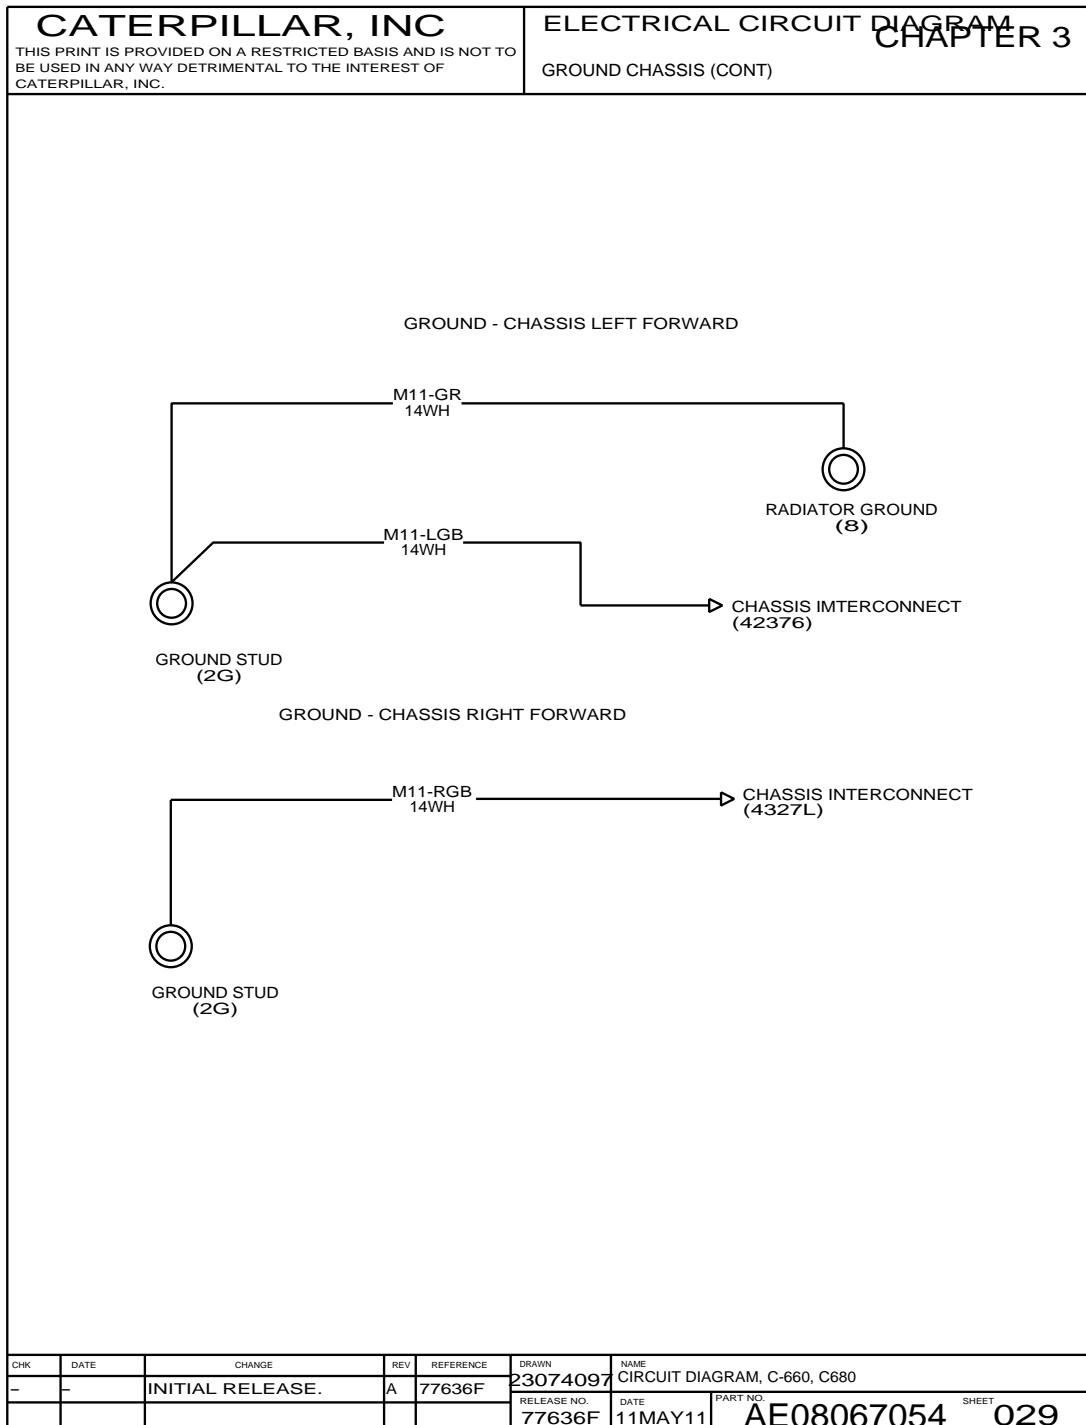 CATERPILLAR, INC
THIS PRINT IS PROVIDED ON A RESTRICTED BASIS AND IS NOT TO
BE USED IN ANY WAY DETRIMENTAL TO THE INTEREST OF
CATERPILLAR, INC.
ELECTRICAL CIRCUIT DIAGRAM
CHAPTER 3
GROUND CHASSIS (CONT)
GROUND - CHASSIS LEFT FORWARD
M11-GR
14WH
RADIATOR GROUND
(8)
M11-LGB
14WH
CHASSIS IMTERCONNECT
(42376)
GROUND STUD
(2G)
GROUND - CHASSIS RIGHT FORWARD
M11-RGB
14WH
CHASSIS INTERCONNECT
(4327L)
GROUND STUD
(2G)
CHK DATE CHANGE REV REFERENCE
- - INITIAL RELEASE. A 77636F
DRAWN
23074097
NAME
CIRCUIT DIAGRAM, C-660, C680
RELEASE NO.
77636F
DATE
11MAY11
PART NO.
AE08067054
SHEET
029